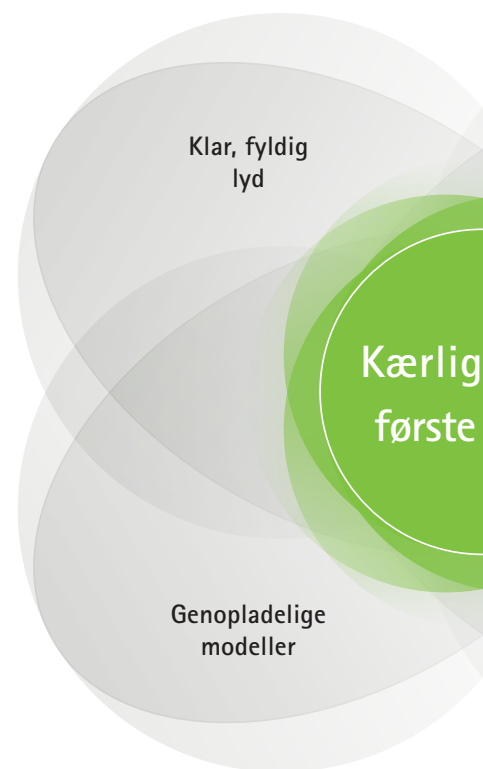 Klar, fyldig
lyd
Kærlig
første
Genopladelige
modeller